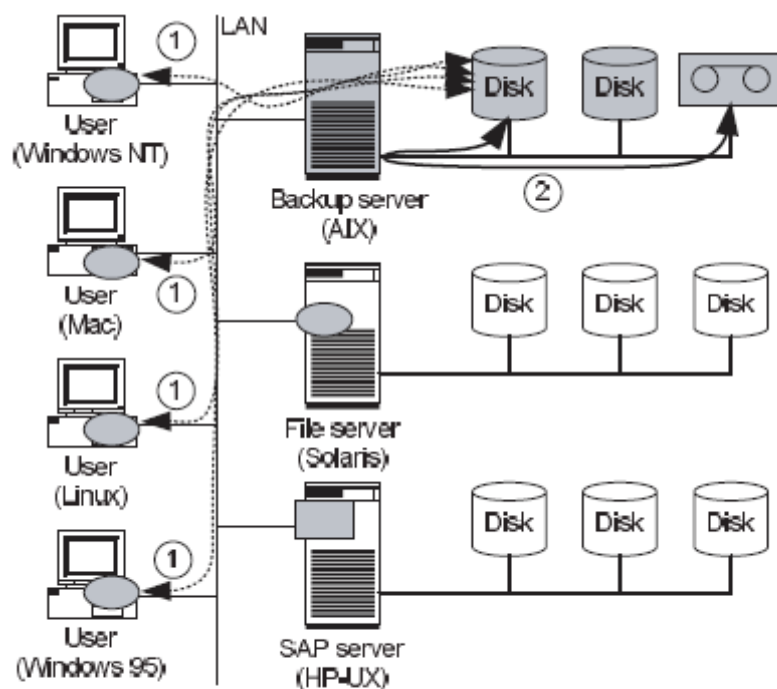 LAN
1
User
(Windows NT)
Backup server
(AIX)
Disk
Disk
2
User
(Mac)
1
File server
(Solaris)
Disk
Disk
Disk
User
(Linux)
1
SAP server
(HP-UX)
Disk
Disk
Disk
User
(Windows 95)
1